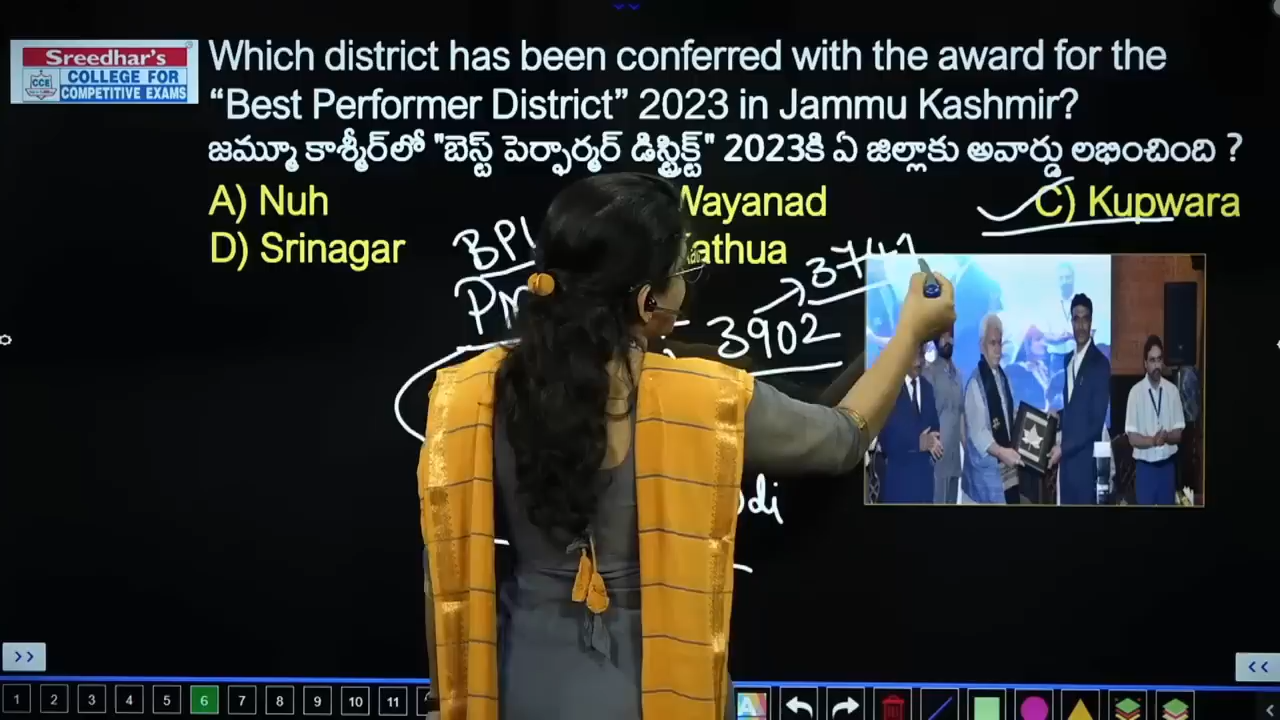 Sreedhar's
CCE
COLLEGE FOR
COMPETITIVE EXAMS
Which district has been conferred with the award for the
“Best Performer District” 2023 in Jammu Kashmir?
జమ్మూ కాశ్మీర్‌లో "బెస్ట్ పెర్ఫార్మర్ డిస్ట్రిక్ట్" 2023కి ఏ జిల్లాకు అవార్డు లభించింది ?
A) Nuh
Wayanad
C) Kupwara
D) Srinagar
athua
3902
>>
<<
1 2 3 4 5 6 7 8 9 10 11
A